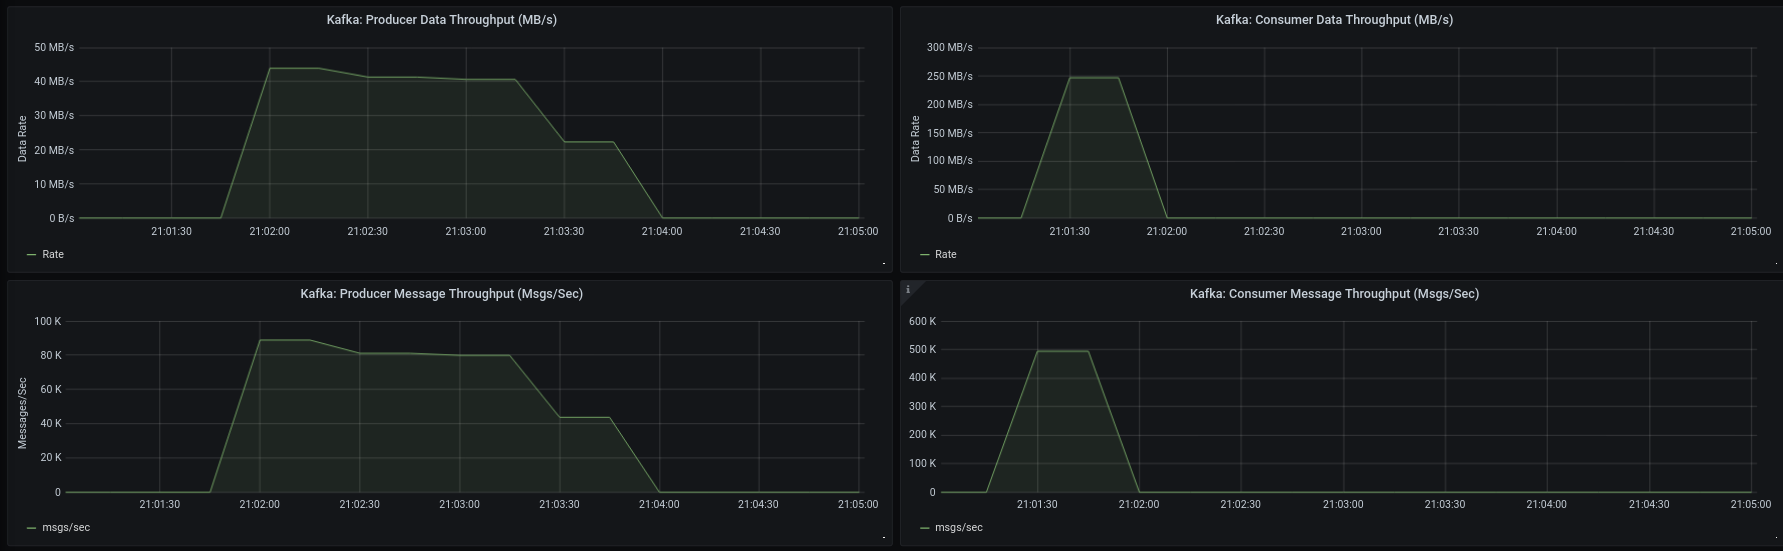 Kafka: Producer Data Throughput (MB/s)
50 MB/s
40 MB/s
30 MB/s
20 MB/s
10 MB/s
0 B/s
Data Rate
21:01:30 21:02:00 21:02:30 21:03:00 21:03:30 21:04:00 21:04:30 21:05:00
Rate
Kafka: Consumer Data Throughput (MB/s)
300 MB/s
250 MB/s
200 MB/s
150 MB/s
100 MB/s
50 MB/s
0 B/s
Data Rate
21:01:30 21:02:00 21:02:30 21:03:00 21:03:30 21:04:00 21:04:30 21:05:00
Rate
Kafka: Producer Message Throughput (Msgs/Sec)
100 K
80 K
60 K
40 K
20 K
0
Messages/Sec
21:01:30 21:02:00 21:02:30 21:03:00 21:03:30 21:04:00 21:04:30 21:05:00
msgs/sec
i
Kafka: Consumer Message Throughput (Msgs/Sec)
600 K
500 K
400 K
300 K
200 K
100 K
0
21:01:30 21:02:00 21:02:30 21:03:00 21:03:30 21:04:00 21:04:30 21:05:00
msgs/sec